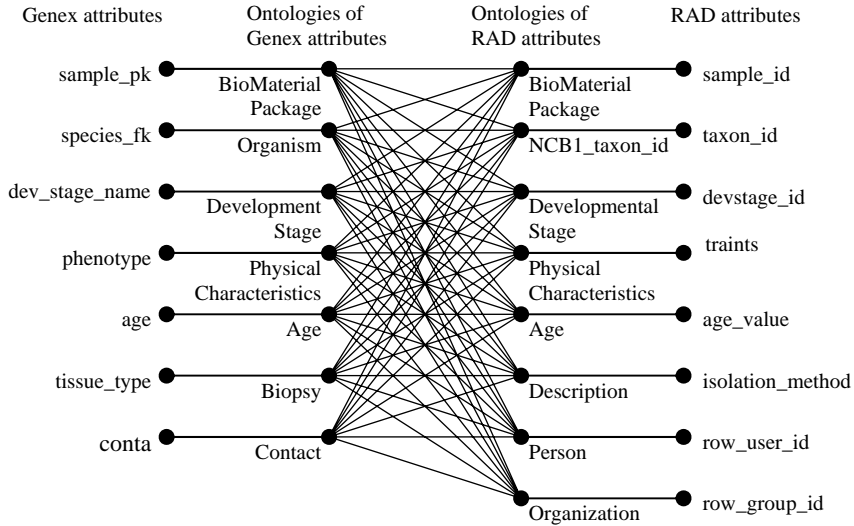 Genex attributes
Ontologies of
Genex attributes
Ontologies of
RAD attributes
RAD attributes
sample_pk
BioMaterial
Package
BioMaterial
Package
sample_id
species_fk
Organism
NCB1_taxon_id
taxon_id
dev_stage_name
Development
Stage
Developmental
Stage
devstage_id
phenotype
Physical
Characteristics
Physical
Characteristics
traints
age
Age
Age
age_value
tissue_type
Biopsy
Description
isolation_method
conta
Contact
Person
row_user_id
Organization
row_group_id